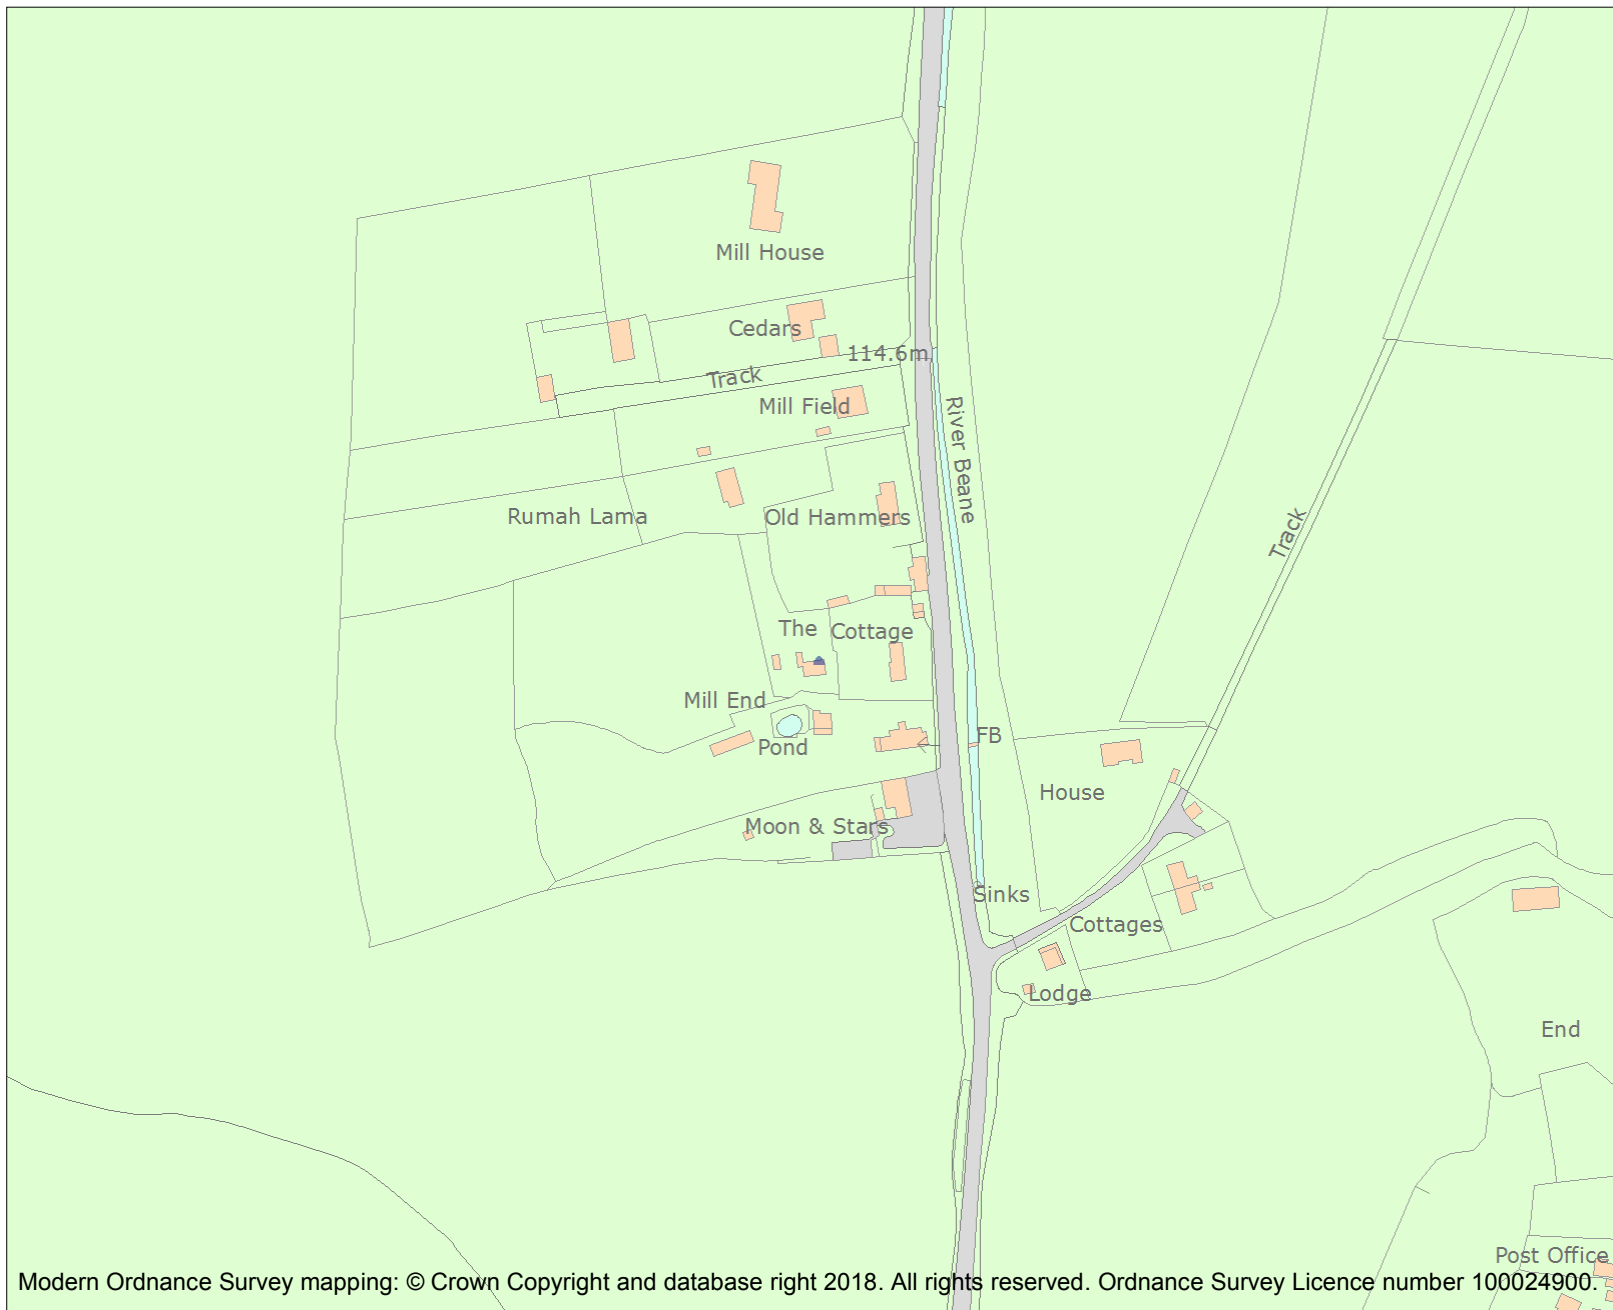 Mill House
Cedars
114.6m
Track
Mill Field
River Beane
Rumah Lama
Old Hammers
Track
The Cottage
Mill End
FB
Pond
House
Moon & Stars
Sinks
Cottages
Lodge
End
Post Office
Modern Ordnance Survey mapping: © Crown Copyright and database right 2018. All rights reserved. Ordnance Survey Licence number 100024900.